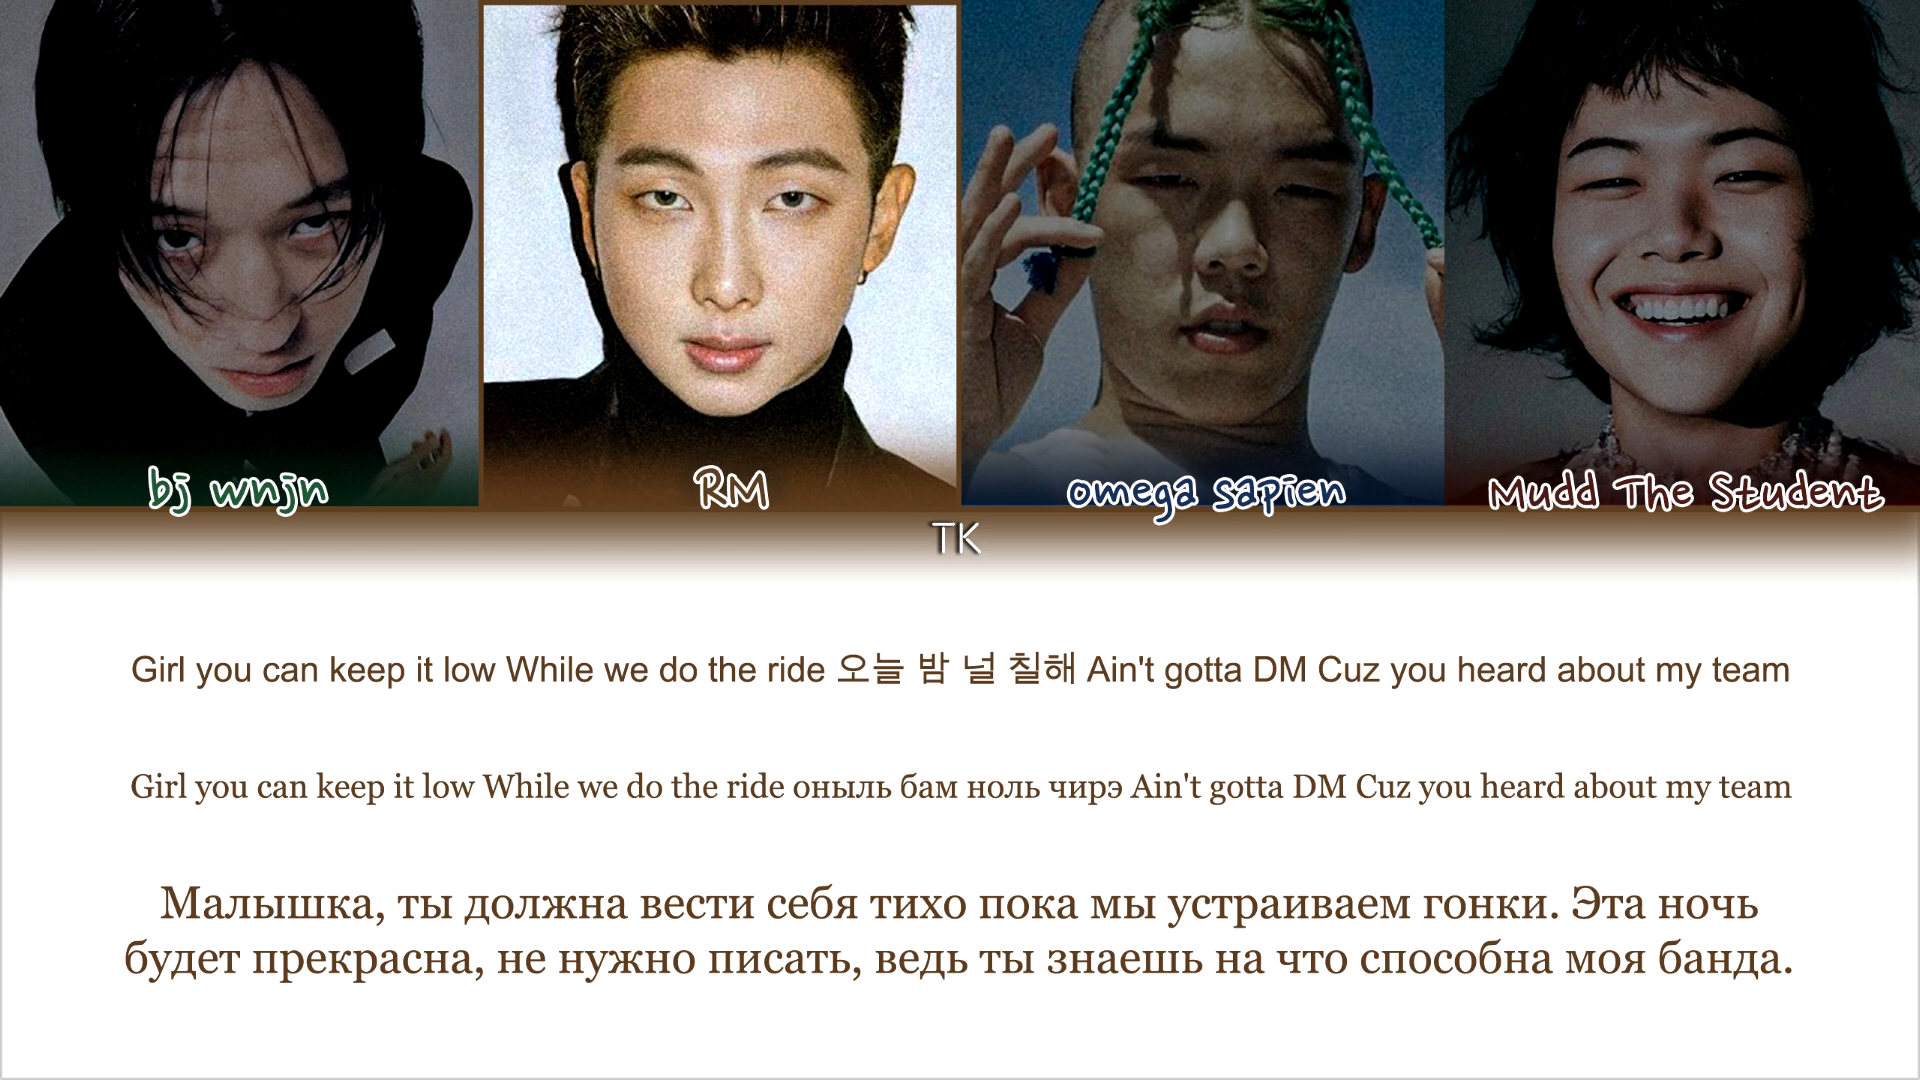 bj wnjn
RM
omega sapien
Mudd The Student
TK
Girl you can keep it low While we do the ride 오늘 밤 널 칠해 Ain't gotta DM Cuz you heard about my team
Girl you can keep it low While we do the ride оныль бам ноль чирэ Ain't gotta DM Cuz you heard about my team
Малышка, ты должна вести себя тихо пока мы устраиваем гонки. Эта ночь
будет прекрасна, не нужно писать, ведь ты знаешь на что способна моя банда.